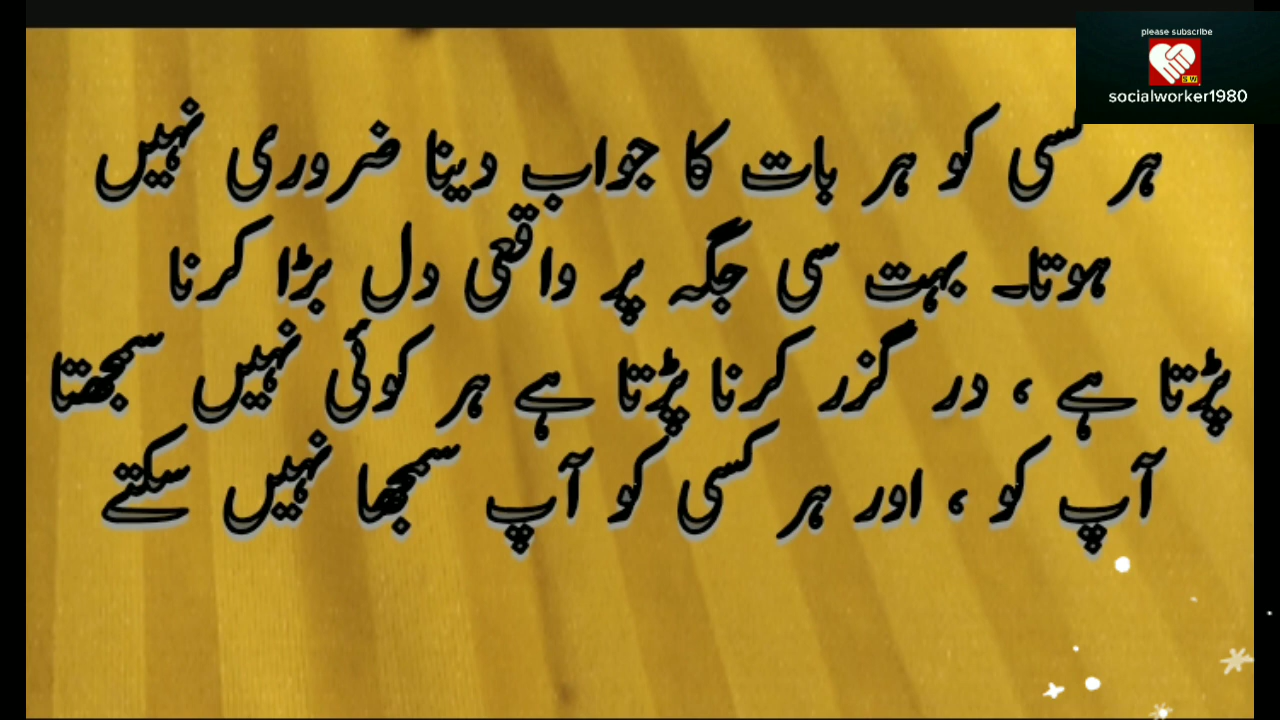 please subscribe
SW
socialworker1980
ہر کسی کو ہر بات کا جواب دینا ضروری نہیں
ہوتا۔ بہت سی جگہ پر واقعی دل بڑا کرنا
پڑتا ہے ، در گزر کرنا پڑتا ہے ہر کوئی نہیں سمجھتا
آپ کو ، اور ہر کسی کو آپ سمجھا نہیں سکتے